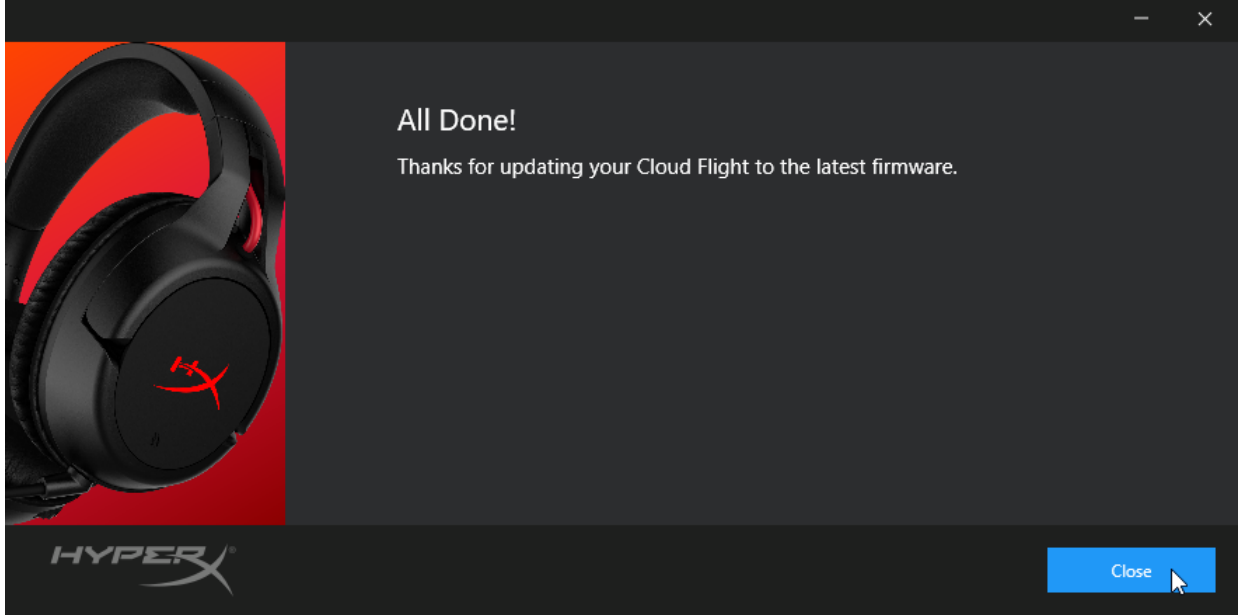 All Done!
Thanks for updating your Cloud Flight to the latest firmware.
HYPERX®
Close